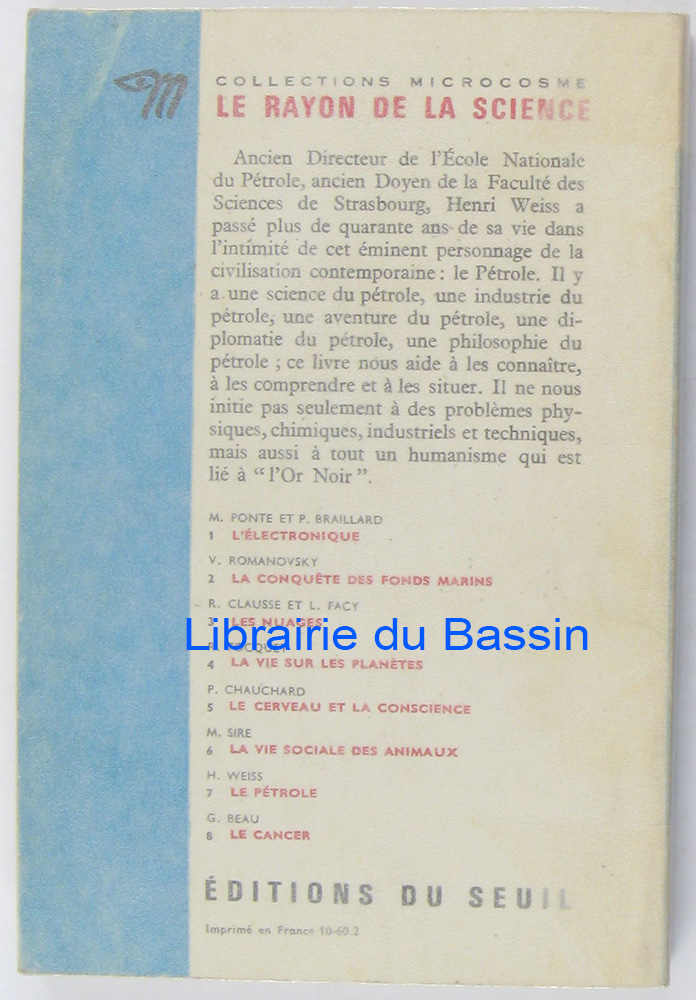 COLLECTIONS MICROCOSME
LE RAYON DE LA SCIENCE
Ancien Directeur de l'École Nationale
du Pétrole, ancien Doyen de la Faculté des
Sciences de Strasbourg, Henri Weiss a
passé plus de quarante ans de sa vie dans
l'intimité de cet éminent personnage de la
civilisation contemporaine : le Pétrole. Il y
a une science du pétrole, une industrie du
pétrole, une aventure du pétrole, une di-
plomatie du pétrole, une philosophie du
pétrole ; ce livre nous aide à les connaître,
à les comprendre et à les situer. Il ne nous
initie pas seulement à des problèmes phy-
siques, chimiques, industriels et techniques,
mais aussi à tout un humanisme qui est
lié à “ l'Or Noir ”.
M. PONTE ET P. BRAILLARD
1 L'ÉLECTRONIQUE
V. ROMANOVSKY
2 LA CONQUÊTE DES FONDS MARINS
R. CLAUSSE ET L. FACY
3 LES NUAGES
Librairie du Bassin
4 LA VIE SUR LES PLANÈTES
P. CHAUCHARD
5 LE CERVEAU ET LA CONSCIENCE
M. SIRE
6 LA VIE SOCIALE DES ANIMAUX
H. WEISS
7 LE PÉTROLE
G. BEAU
8 LE CANCER
ÉDITIONS DU SEUIL
Imprimé en France 10-60.2